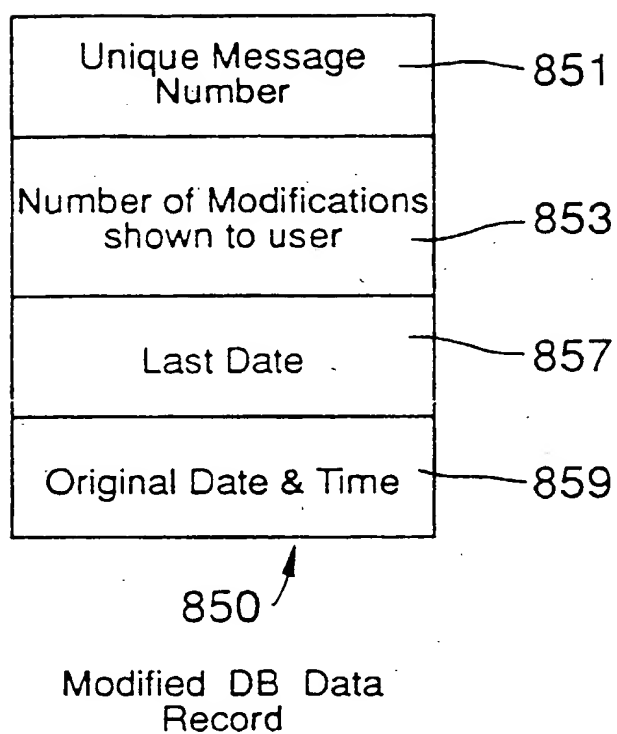 Unique Message
Number
851
Number of Modifications
shown to user
853
Last Date
857
Original Date & Time
859
850
Modified DB Data
Record